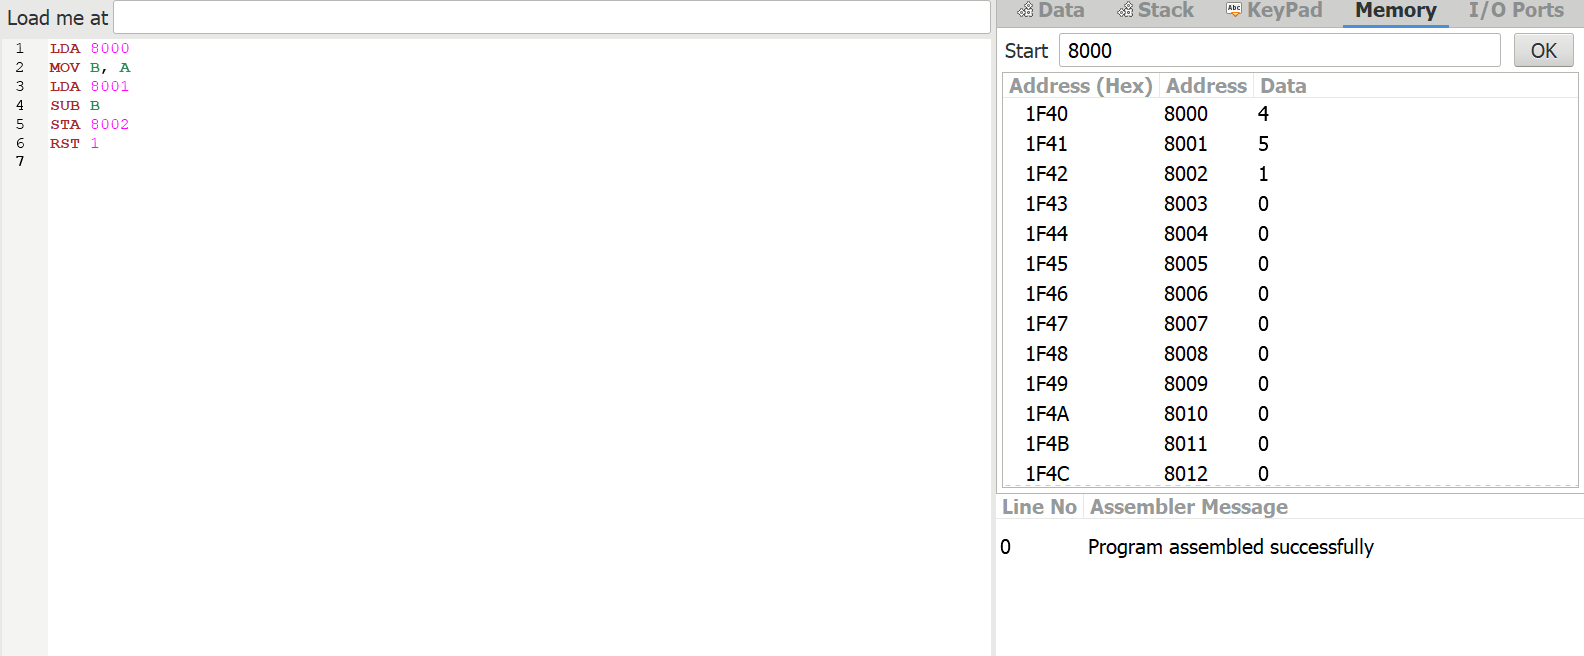 Load me at
1 LDA 8000
2 MOV B, A
3 LDA 8001
4 SUB B
5 STA 8002
6 RST 1
7
Data Stack KeyPad Memory I/O Ports
Start 8000 OK
Address (Hex) Address Data
1F40 8000 4
1F41 8001 5
1F42 8002 1
1F43 8003 0
1F44 8004 0
1F45 8005 0
1F46 8006 0
1F47 8007 0
1F48 8008 0
1F49 8009 0
1F4A 8010 0
1F4B 8011 0
1F4C 8012 0
Line No Assembler Message
0 Program assembled successfully